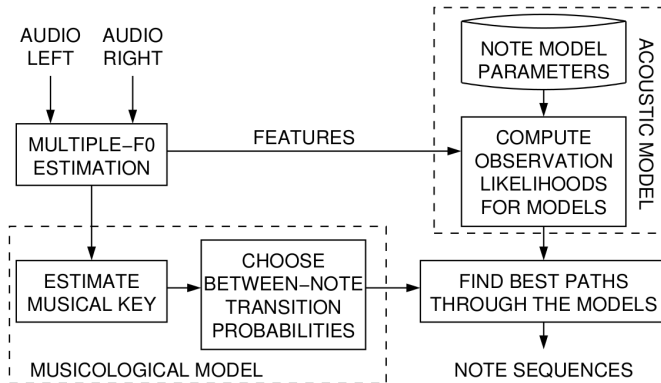 AUDIO
LEFT
AUDIO
RIGHT
NOTE MODEL
PARAMETERS
ACOUSTIC MODEL
MULTIPLE−F0
ESTIMATION
FEATURES
COMPUTE
OBSERVATION
LIKELIHOODS
FOR MODELS
ESTIMATE
MUSICAL KEY
CHOOSE
BETWEEN−NOTE
TRANSITION
PROBABILITIES
FIND BEST PATHS
THROUGH THE MODELS
MUSICOLOGICAL MODEL
NOTE SEQUENCES